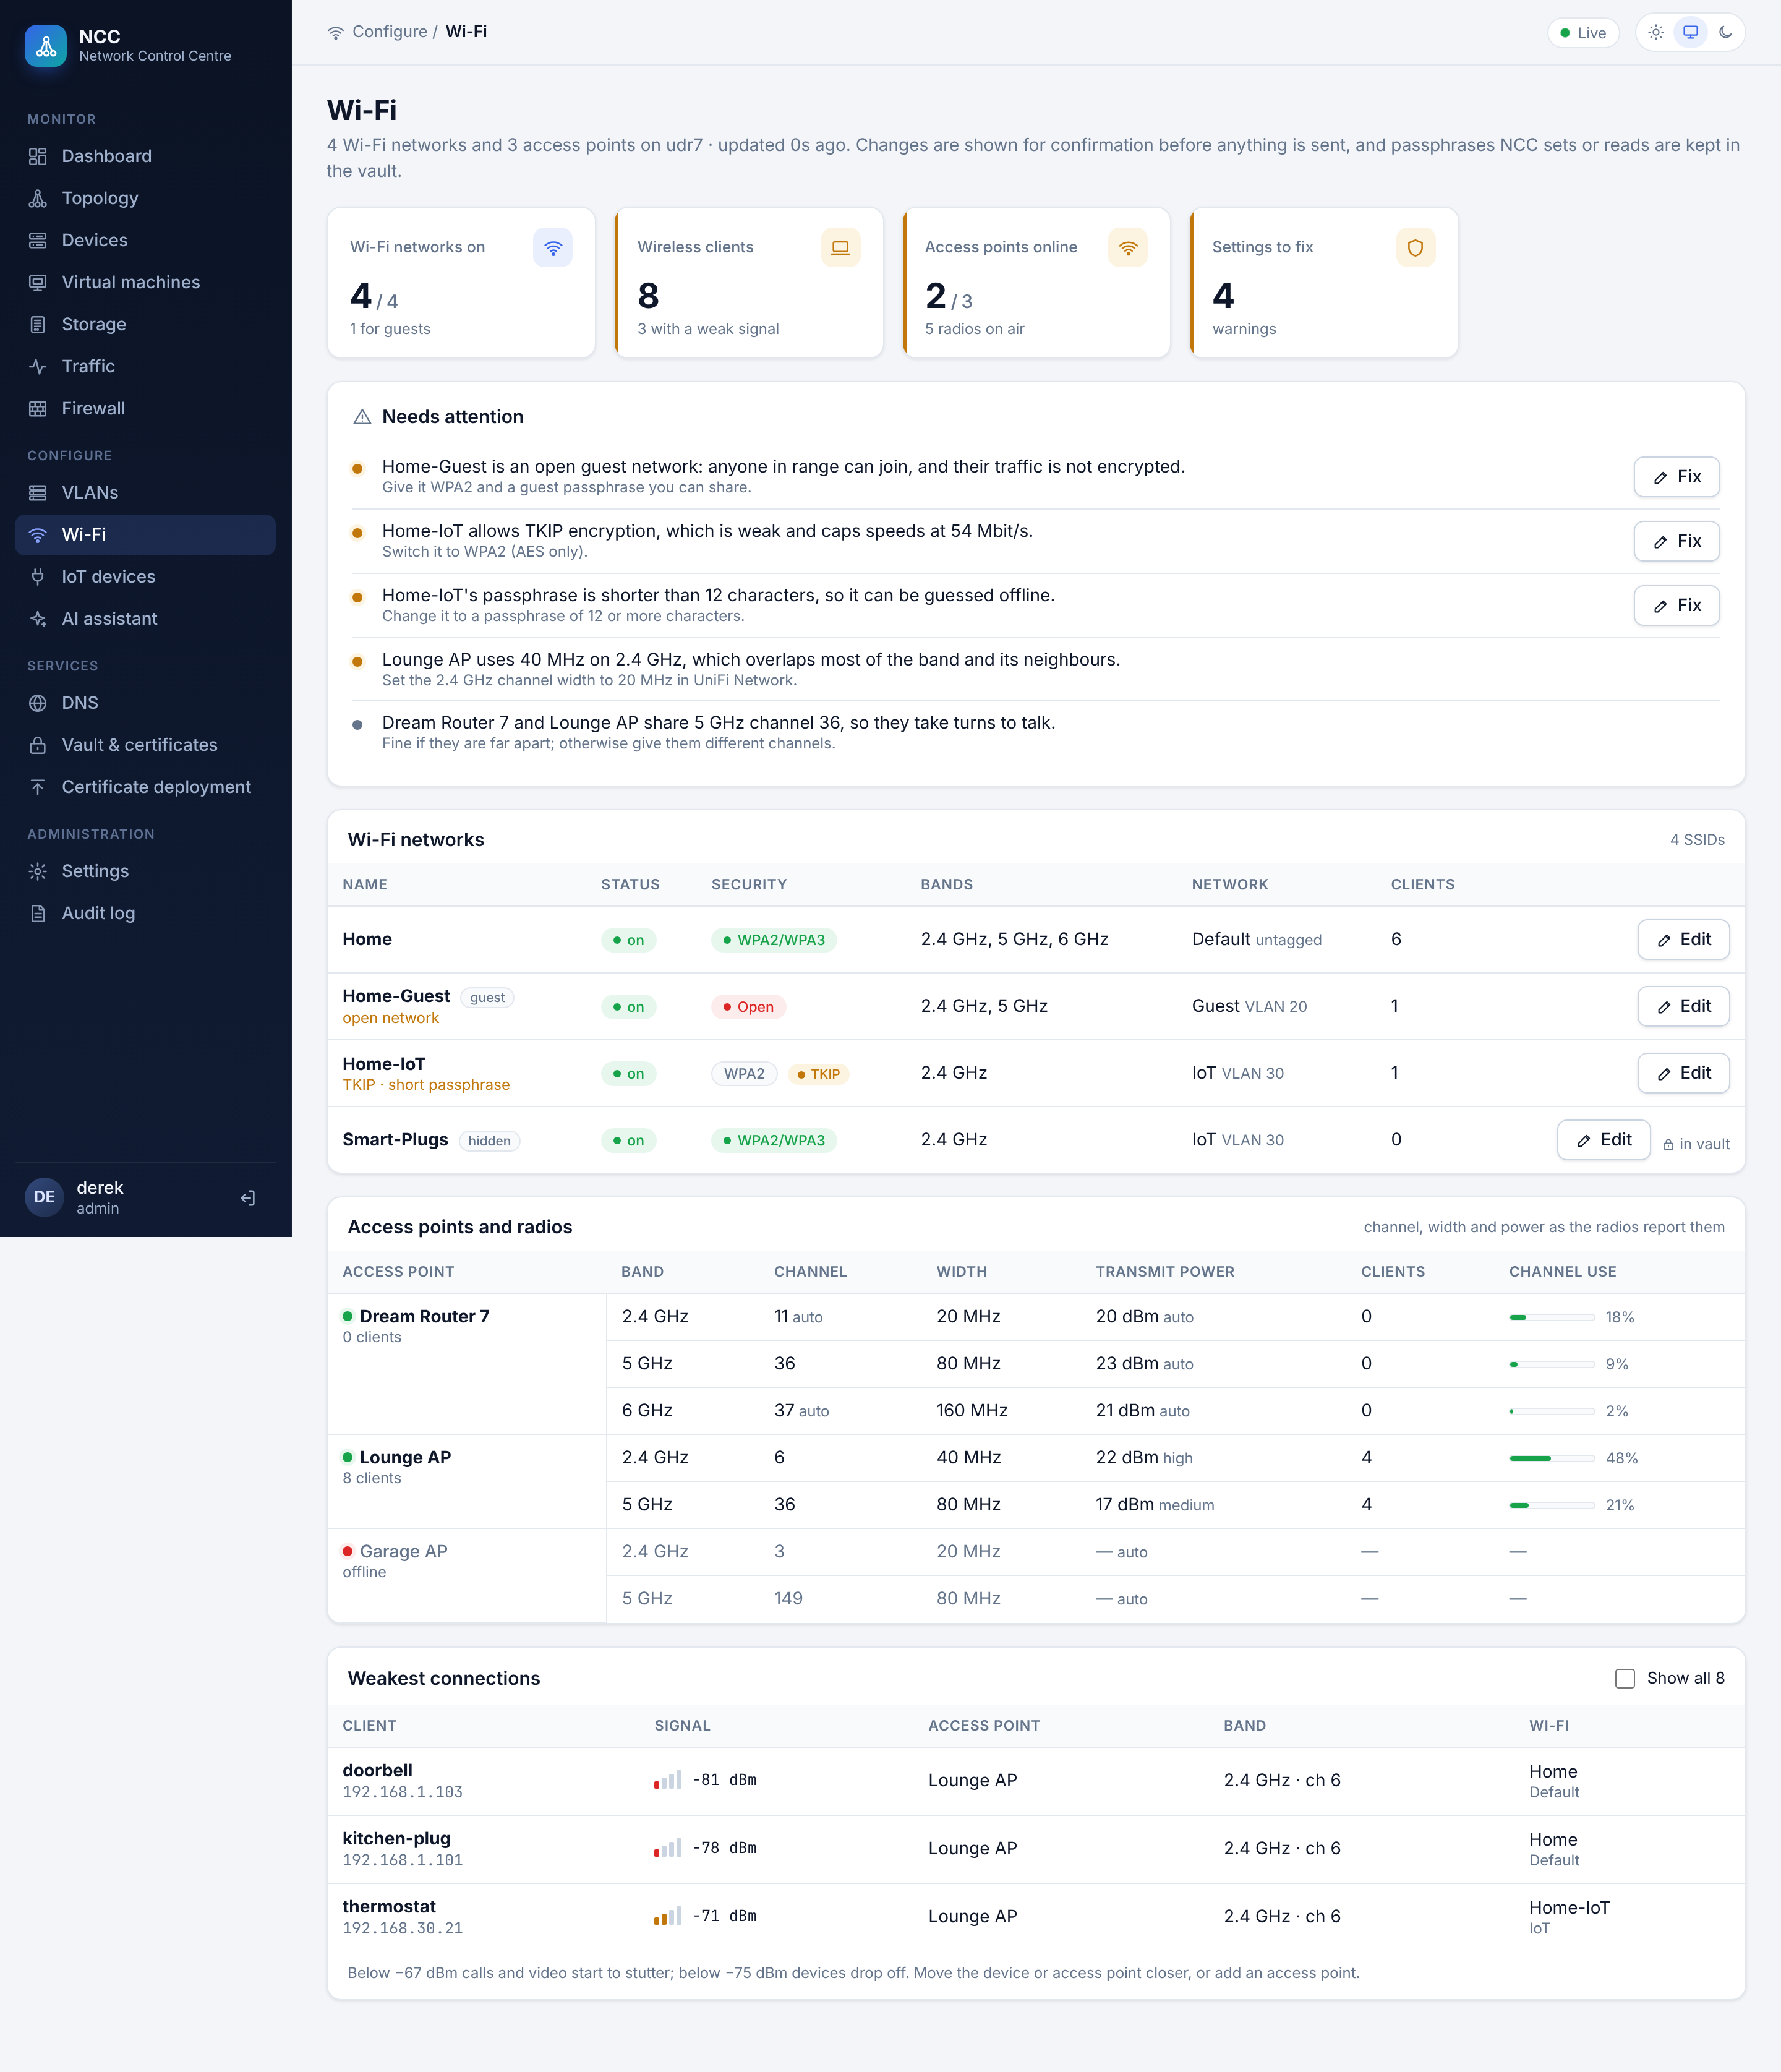 NCC
Network Control Centre
MONITOR
Dashboard
Topology
Devices
Virtual machines
Storage
Traffic
Firewall
CONFIGURE
VLANs
Wi-Fi
IoT devices
AI assistant
SERVICES
DNS
Vault & certificates
Certificate deployment
ADMINISTRATION
Settings
Audit log
DE
derek
admin
Configure / Wi-Fi
Live
Wi-Fi
4 Wi-Fi networks and 3 access points on udr7 · updated 0s ago. Changes are shown for confirmation before anything is sent, and passphrases NCC sets or reads are kept in
the vault.
Wi-Fi networks on
4 / 4
1 for guests
Wireless clients
8
3 with a weak signal
Access points online
2 / 3
5 radios on air
Settings to fix
4
warnings
Needs attention
Home-Guest is an open guest network: anyone in range can join, and their traffic is not encrypted.
Give it WPA2 and a guest passphrase you can share.
Fix
Home-IoT allows TKIP encryption, which is weak and caps speeds at 54 Mbit/s.
Switch it to WPA2 (AES only).
Fix
Home-IoT's passphrase is shorter than 12 characters, so it can be guessed offline.
Change it to a passphrase of 12 or more characters.
Fix
Lounge AP uses 40 MHz on 2.4 GHz, which overlaps most of the band and its neighbours.
Set the 2.4 GHz channel width to 20 MHz in UniFi Network.
Dream Router 7 and Lounge AP share 5 GHz channel 36, so they take turns to talk.
Fine if they are far apart; otherwise give them different channels.
Wi-Fi networks 4 SSIDs
NAME STATUS SECURITY BANDS NETWORK CLIENTS
Home on WPA2/WPA3 2.4 GHz, 5 GHz, 6 GHz Default untagged 6 Edit
Home-Guest guest on Open 2.4 GHz, 5 GHz Guest VLAN 20 1 Edit
open network
Home-IoT on WPA2 TKIP 2.4 GHz IoT VLAN 30 1 Edit
TKIP · short passphrase
Smart-Plugs hidden on WPA2/WPA3 2.4 GHz IoT VLAN 30 0 Edit in vault
Access points and radios channel, width and power as the radios report them
ACCESS POINT BAND CHANNEL WIDTH TRANSMIT POWER CLIENTS CHANNEL USE
Dream Router 7 2.4 GHz 11 auto 20 MHz 20 dBm auto 0 18%
0 clients
5 GHz 36 80 MHz 23 dBm auto 0 9%
6 GHz 37 auto 160 MHz 21 dBm auto 0 2%
Lounge AP 2.4 GHz 6 40 MHz 22 dBm high 4 48%
8 clients
5 GHz 36 80 MHz 17 dBm medium 4 21%
Garage AP 2.4 GHz 3 20 MHz — auto — —
offline
5 GHz 149 80 MHz — auto — —
Weakest connections Show all 8
CLIENT SIGNAL ACCESS POINT BAND WI-FI
doorbell -81 dBm Lounge AP 2.4 GHz · ch 6 Home
192.168.1.103 Default
kitchen-plug -78 dBm Lounge AP 2.4 GHz · ch 6 Home
192.168.1.101 Default
thermostat -71 dBm Lounge AP 2.4 GHz · ch 6 Home-IoT
192.168.30.21 IoT
Below −67 dBm calls and video start to stutter; below −75 dBm devices drop off. Move the device or access point closer, or add an access point.